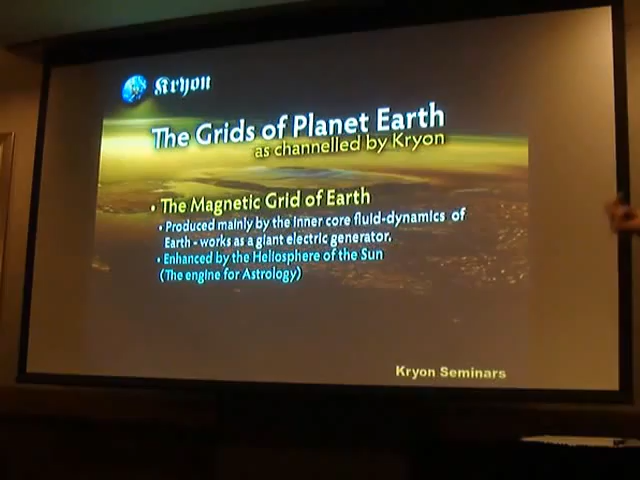 Kryon
The Grids of Planet Earth
as channelled by Kryon
• The Magnetic Grid of Earth
• Produced mainly by the inner core fluid-dynamics of
Earth - works as a giant electric generator.
• Enhanced by the Heliosphere of the Sun
(The engine for Astrology)
Kryon Seminars